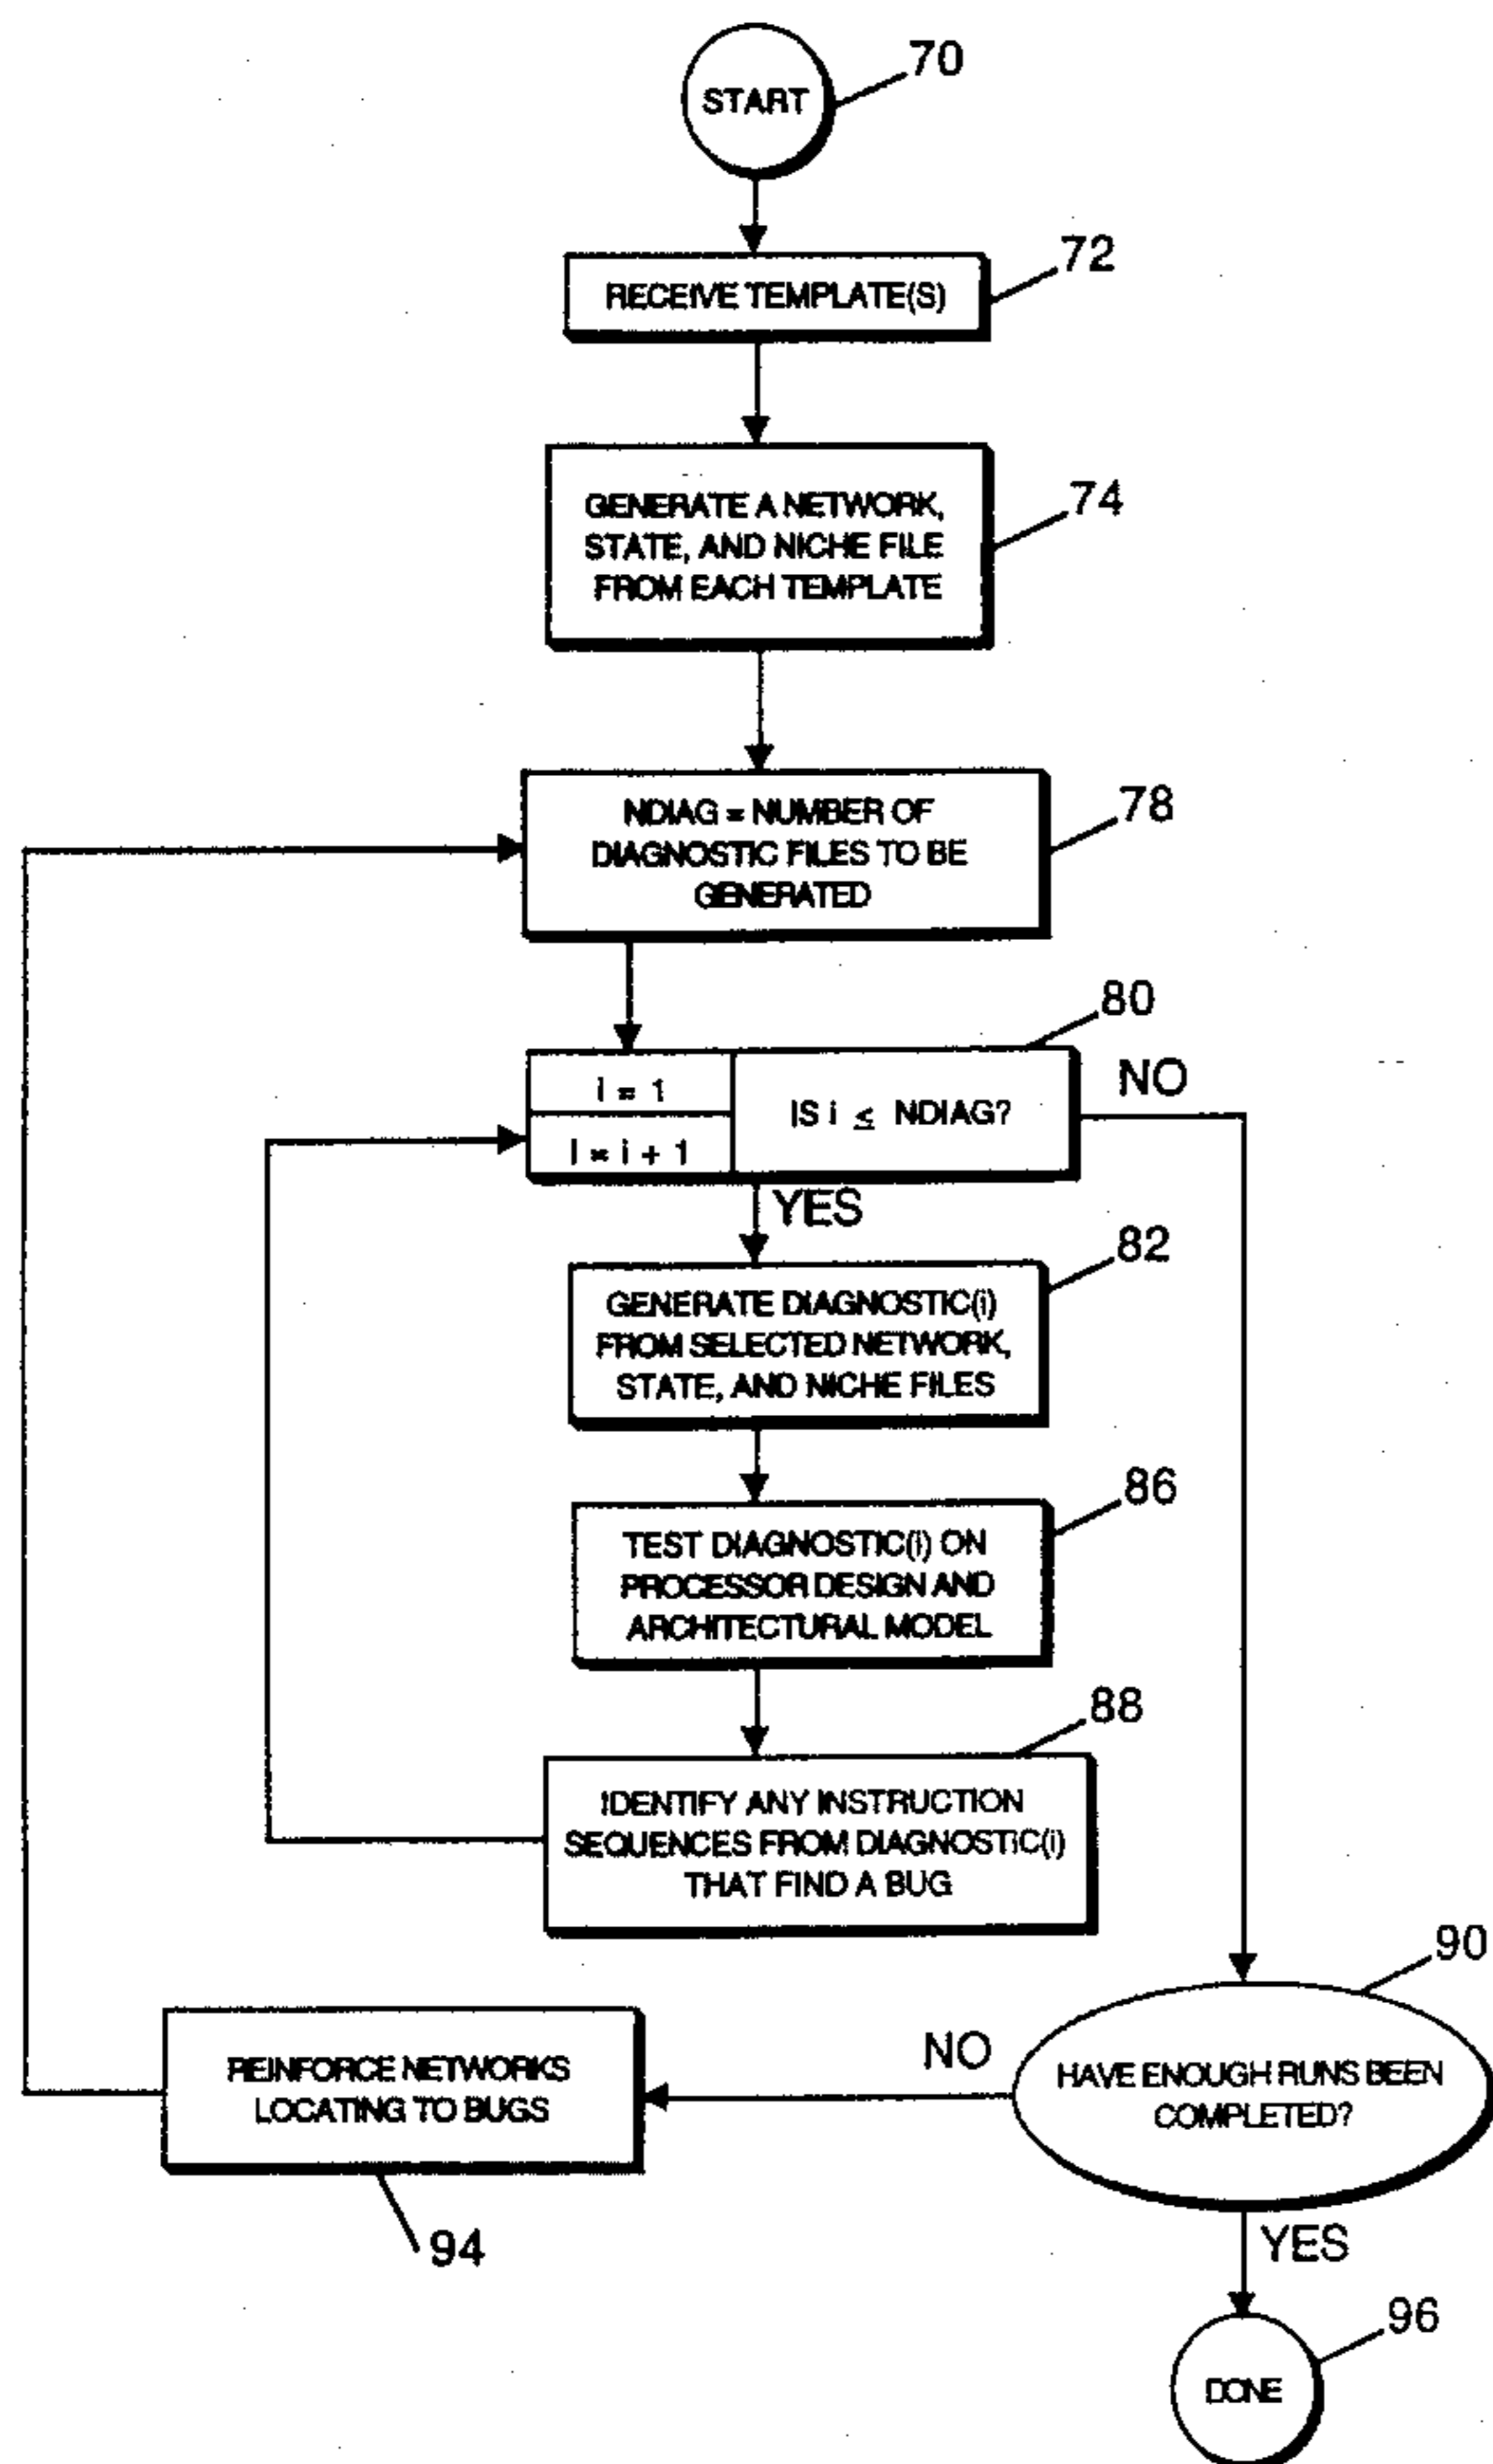 START
70
RECEIVE TEMPLATE(S)
72
GENERATE A NETWORK,
STATE, AND NICHE FILE
FROM EACH TEMPLATE
74
NDIAG = NUMBER OF
DIAGNOSTIC FILES TO BE
GENERATED
78
i = 1
i = i + 1
IS i ≤ NDIAG?
80
NO
YES
GENERATE DIAGNOSTIC(i)
FROM SELECTED NETWORK,
STATE, AND NICHE FILES
82
TEST DIAGNOSTIC(i) ON
PROCESSOR DESIGN AND
ARCHITECTURAL MODEL
86
IDENTIFY ANY INSTRUCTION
SEQUENCES FROM DIAGNOSTIC(i)
THAT FIND A BUG
88
HAVE ENOUGH RUNS BEEN
COMPLETED?
90
NO
REINFORCE NETWORKS
LOCATING TO BUGS
94
YES
DONE
96